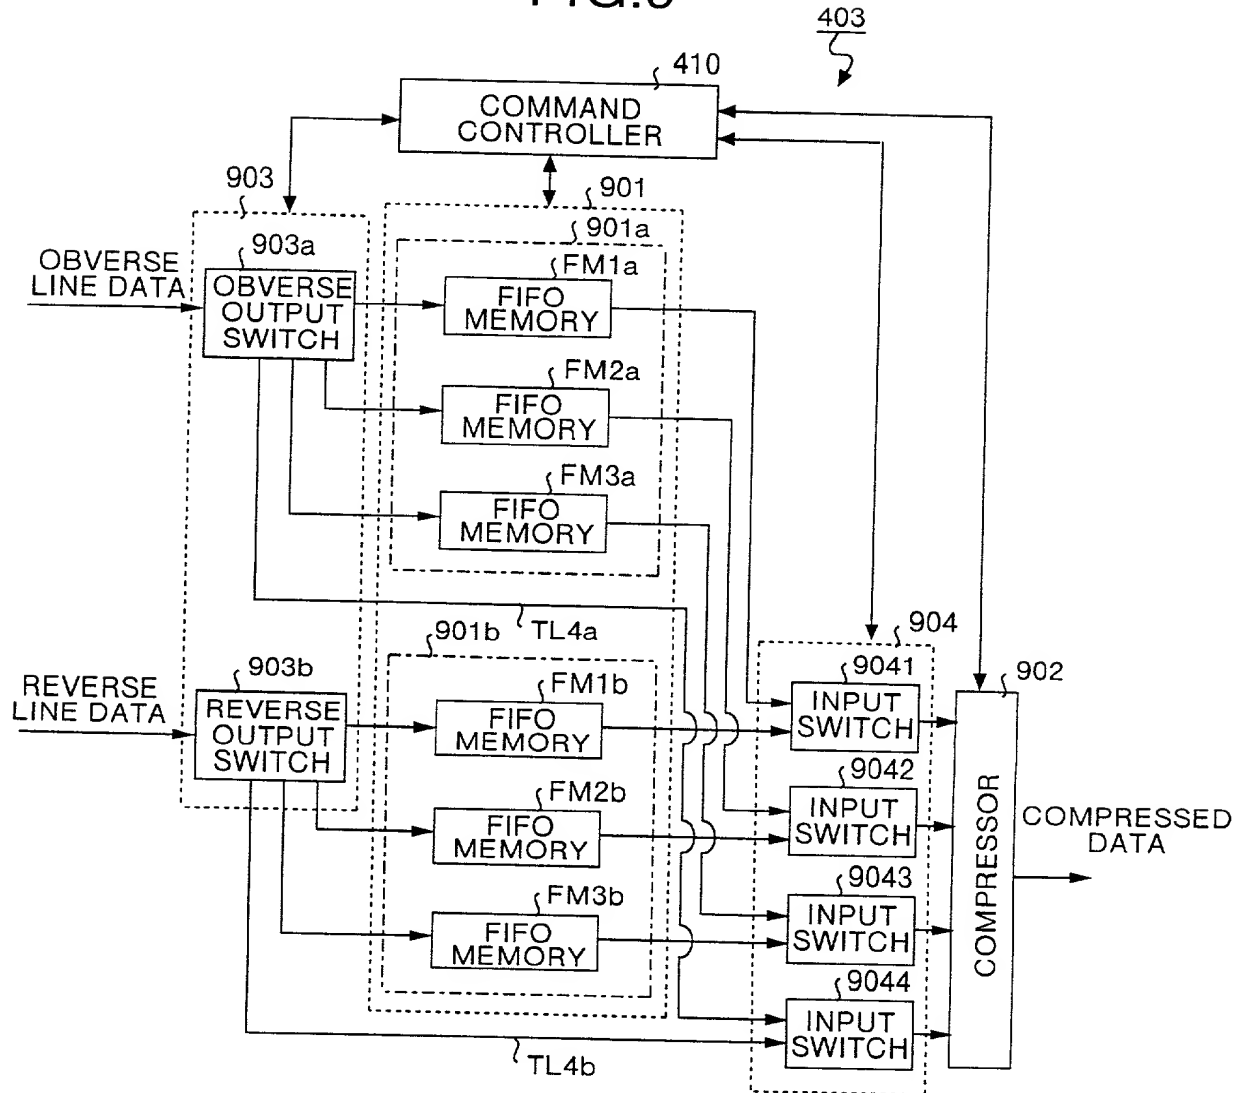 403
410
COMMAND
CONTROLLER
903
901
901a
903a
FM1a
OBVERSE
LINE DATA
OBVERSE
OUTPUT
SWITCH
FIFO
MEMORY
FM2a
FIFO
MEMORY
FM3a
FIFO
MEMORY
TL4a
901b
904
903b
FM1b
9041
902
REVERSE
LINE DATA
REVERSE
OUTPUT
SWITCH
FIFO
MEMORY
INPUT
SWITCH
FM2b
9042
FIFO
MEMORY
INPUT
SWITCH
COMPRESSOR
COMPRESSED
DATA
FM3b
9043
FIFO
MEMORY
INPUT
SWITCH
9044
INPUT
SWITCH
TL4b